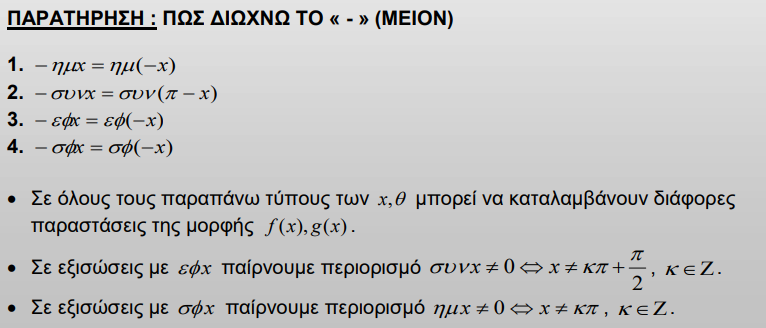 ΠΑΡΑΤΗΡΗΣΗ : ΠΩΣ ΔΙΩΧΝΩ ΤΟ « - » (ΜΕΙΟΝ)
1. − ημx = ημ(−x)
2. − συνx = συν(π − x)
3. − εφx = εφ(−x)
4. − σφx = σφ(−x)
• Σε όλους τους παραπάνω τύπους των x,θ μπορεί να καταλαμβάνουν διάφορες
παραστάσεις της μορφής f(x),g(x).
• Σε εξισώσεις με εφx παίρνουμε περιορισμό συνx ≠ 0 ⇔ x ≠ κπ + π/2 , κ ∈ Z.
• Σε εξισώσεις με σφx παίρνουμε περιορισμό ημx ≠ 0 ⇔ x ≠ κπ , κ ∈ Z.